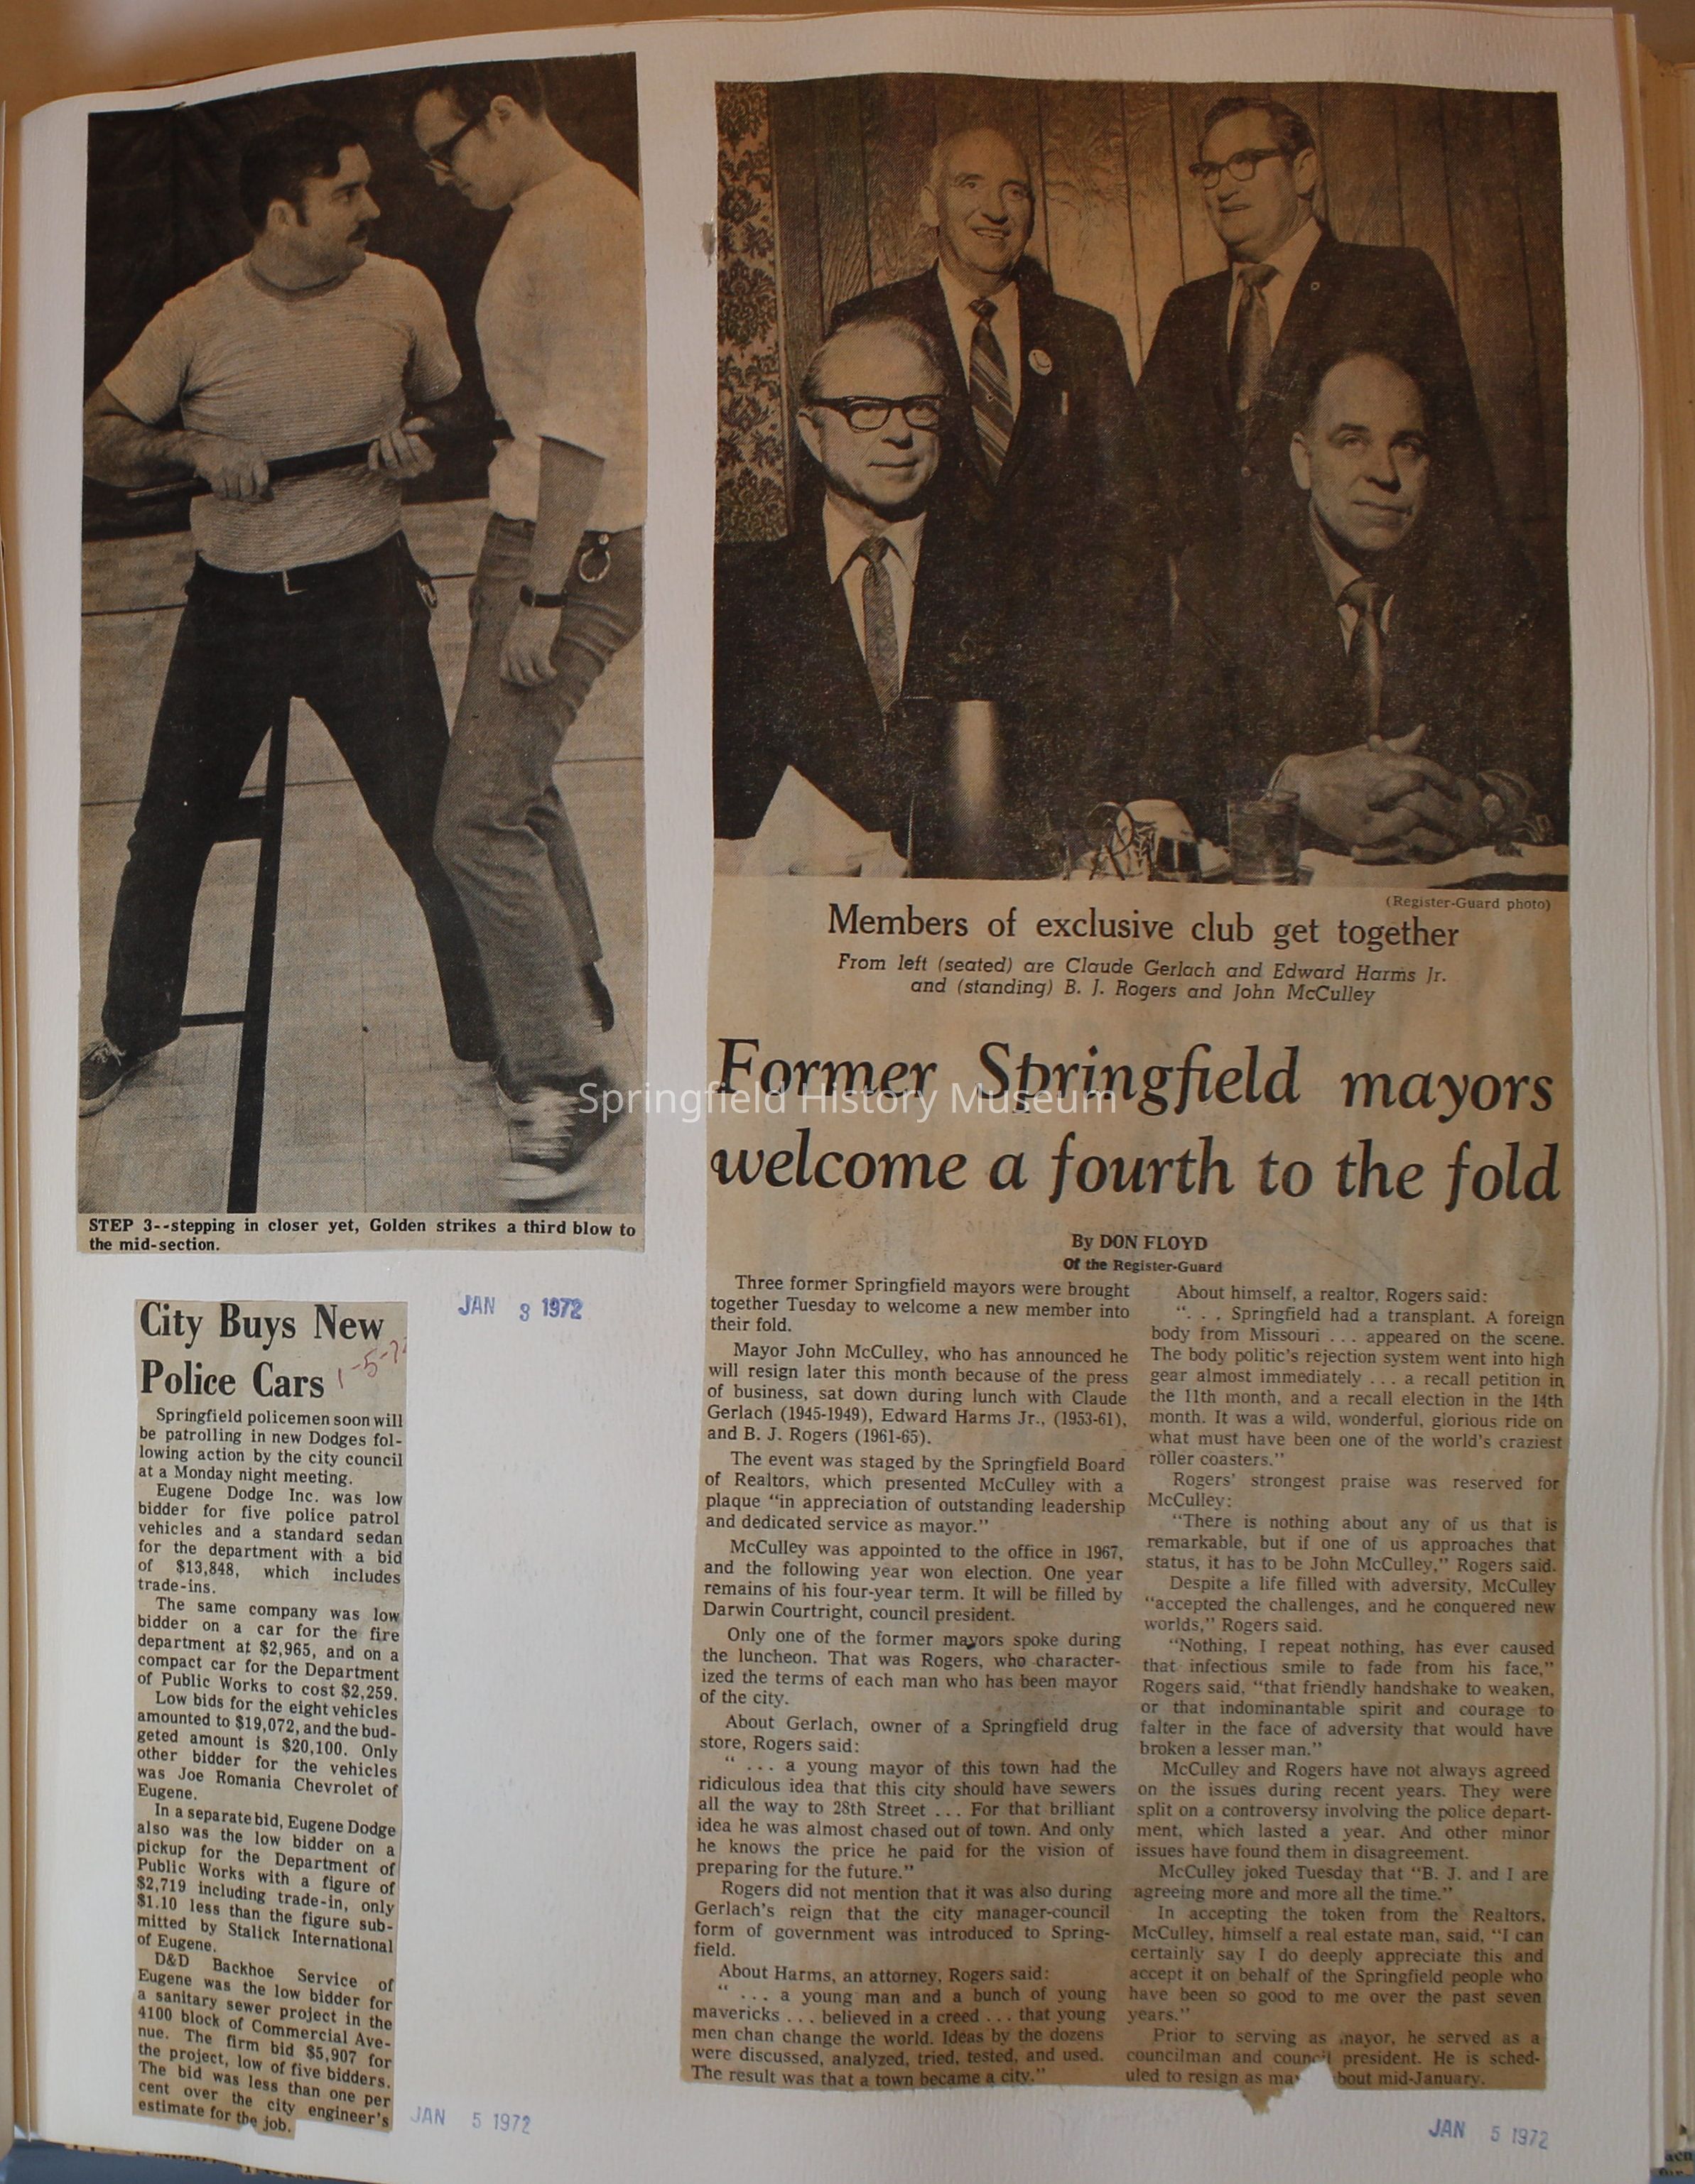 STEP 3--stepping in closer yet, Golden strikes a third blow to
the mid-section.
JAN 3 1972
City Buys New
Police Cars
1-5-7
Springfield policemen soon will
be patrolling in new Dodges fol-
lowing action by the city council
at a Monday night meeting.
Eugene Dodge Inc. was low
bidder for five police patrol
vehicles and a standard sedan
for the department with a bid
of $13,848, which includes
trade-ins.
The same company was low
bidder on a car for the fire
department at $2,965, and on a
compact car for the Department
of Public Works to cost $2,259.
Low bids for the eight vehicles
amounted to $19,072, and the bud-
geted amount is $20,100. Only
other bidder for the vehicles
was Joe Romania Chevrolet of
Eugene.
In a separate bid, Eugene Dodge
also was the low bidder on a
pickup for the Department of
Public Works with a figure of
$2,719 including trade-in, only
$1.10 less than the figure sub-
mitted by Stalick International
of Eugene.
D&D Backhoe Service of
Eugene was the low bidder for
a sanitary sewer project in the
4100 block of Commercial Ave-
nue. The firm bid $5,907 for
the project, low of five bidders.
The bid was less than one per
cent over the city engineer's
estimate for the job.
JAN 5 1972
(Register-Guard photo)
Members of exclusive club get together
From left (seated) are Claude Gerlach and Edward Harms Jr.
and (standing) B. J. Rogers and John McCulley
Former Springfield mayors
welcome a fourth to the fold
Springfield History Museum
By DON FLOYD
Of the Register-Guard
Three former Springfield mayors were brought
together Tuesday to welcome a new member into
their fold.
Mayor John McCulley, who has announced he
will resign later this month because of the press
of business, sat down during lunch with Claude
Gerlach (1945-1949), Edward Harms Jr., (1953-61),
and B. J. Rogers (1961-65).
The event was staged by the Springfield Board
of Realtors, which presented McCulley with a
plaque "in appreciation of outstanding leadership
and dedicated service as mayor."
McCulley was appointed to the office in 1967,
and the following year won election. One year
remains of his four-year term. It will be filled by
Darwin Courtright, council president.
Only one of the former mayors spoke during
the luncheon. That was Rogers, who character-
ized the terms of each man who has been mayor
of the city.
About Gerlach, owner of a Springfield drug
store, Rogers said:
" ... a young mayor of this town had the
ridiculous idea that this city should have sewers
all the way to 28th Street ... For that brilliant
idea he was almost chased out of town. And only
he knows the price he paid for the vision of
preparing for the future."
Rogers did not mention that it was also during
Gerlach's reign that the city manager-council
form of government was introduced to Spring-
field.
About Harms, an attorney, Rogers said:
" ... a young man and a bunch of young
mavericks ... believed in a creed ... that young
men chan change the world. Ideas by the dozens
were discussed, analyzed, tried, tested, and used.
The result was that a town became a city."
About himself, a realtor, Rogers said:
". . . Springfield had a transplant. A foreign
body from Missouri ... appeared on the scene.
The body politic's rejection system went into high
gear almost immediately ... a recall petition in
the 11th month, and a recall election in the 14th
month. It was a wild, wonderful, glorious ride on
what must have been one of the world's craziest
roller coasters."
Rogers' strongest praise was reserved for
McCulley:
"There is nothing about any of us that is
remarkable, but if one of us approaches that
status, it has to be John McCulley," Rogers said.
Despite a life filled with adversity, McCulley
"accepted the challenges, and he conquered new
worlds," Rogers said.
"Nothing, I repeat nothing, has ever caused
that infectious smile to fade from his face,"
Rogers said, "that friendly handshake to weaken,
or that indominantable spirit and courage to
falter in the face of adversity that would have
broken a lesser man."
McCulley and Rogers have not always agreed
on the issues during recent years. They were
split on a controversy involving the police depart-
ment, which lasted a year. And other minor
issues have found them in disagreement.
McCulley joked Tuesday that "B. J. and I are
agreeing more and more all the time."
In accepting the token from the Realtors,
McCulley, himself a real estate man, said, "I can
certainly say I do deeply appreciate this and
accept it on behalf of the Springfield people who
have been so good to me over the past seven
years."
Prior to serving as mayor, he served as a
councilman and council president. He is sched-
uled to resign as ma bout mid-January.
JAN 5 1972